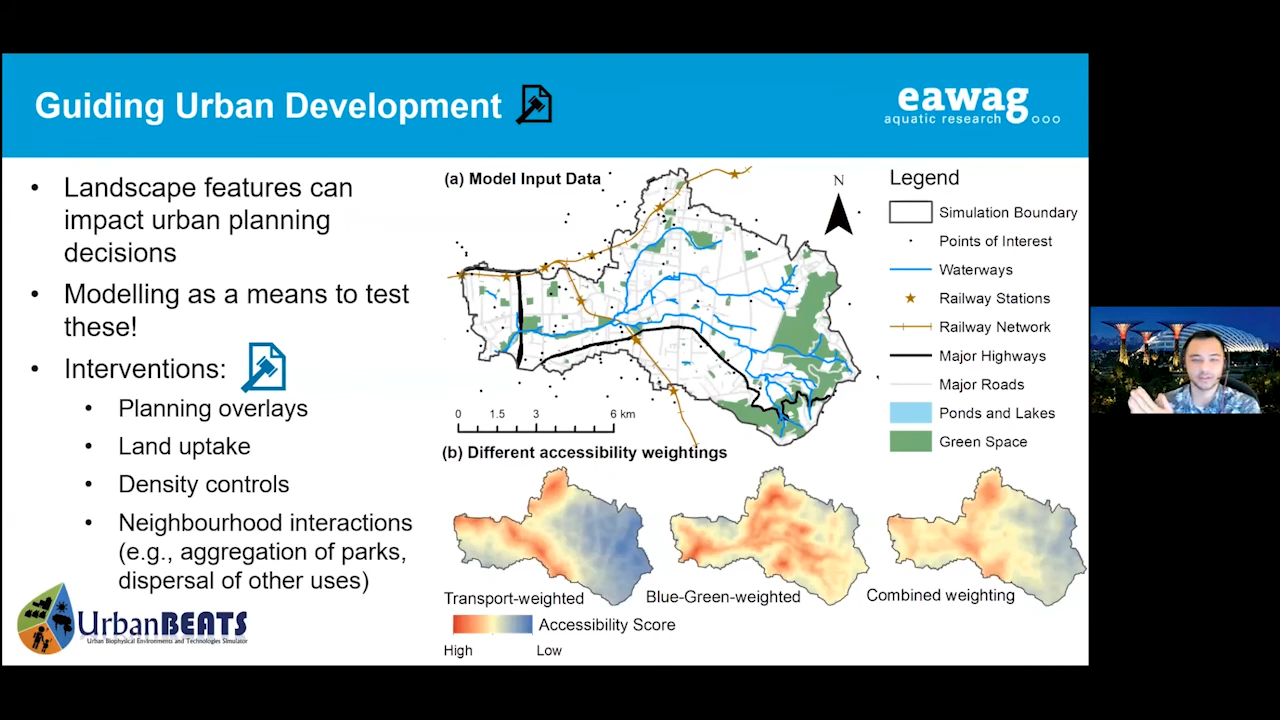 Guiding Urban Development
eawag
aquatic research
• Landscape features can
impact urban planning
decisions
• Modelling as a means to test
these!
• Interventions:
• Planning overlays
• Land uptake
• Density controls
• Neighbourhood interactions
(e.g., aggregation of parks,
dispersal of other uses)
UrbanBEATS
Urban Biophysical Environments and Technologies Simulator
(a) Model Input Data
N
0 1.5 3 6 km
Legend
Simulation Boundary
Points of Interest
Waterways
Railway Stations
Railway Network
Major Highways
Major Roads
Ponds and Lakes
Green Space
(b) Different accessibility weightings
Transport-weighted
Blue-Green-weighted
Combined weighting
Accessibility Score
High Low